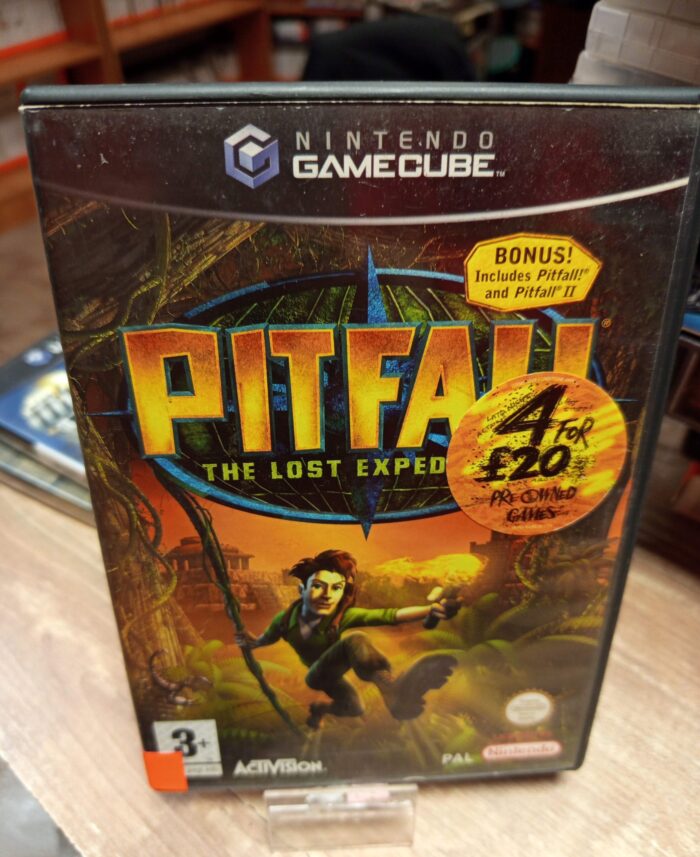 NINTENDO
GAMECUBE™
BONUS!
Includes Pitfall!®
and Pitfall® II
PITFALL®
THE LOST EXPED
4 FOR
£20
PRE-OWNED
GAMES
3+
ACTIVISION®
PAL
Nintendo